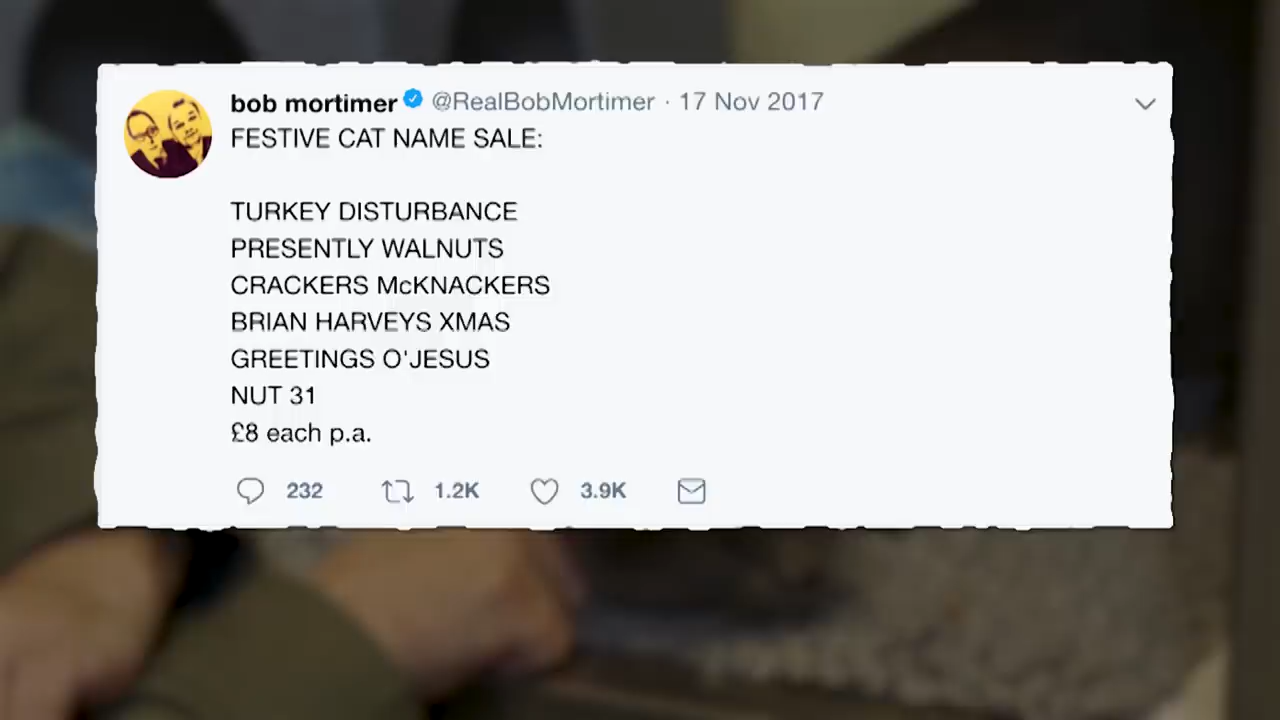 bob mortimer @RealBobMortimer · 17 Nov 2017
FESTIVE CAT NAME SALE:
TURKEY DISTURBANCE
PRESENTLY WALNUTS
CRACKERS McKNACKERS
BRIAN HARVEYS XMAS
GREETINGS O'JESUS
NUT 31
£8 each p.a.
232 1.2K 3.9K